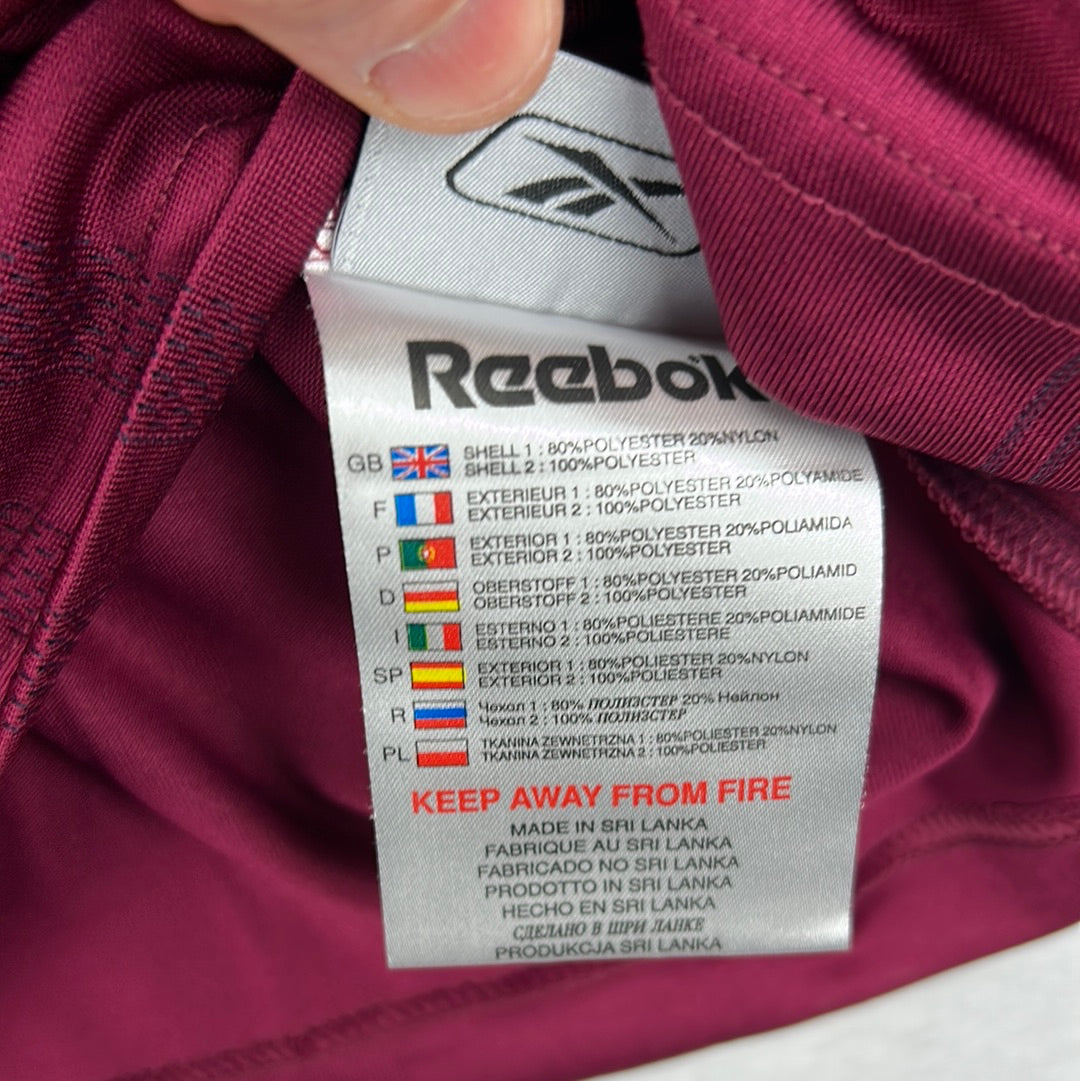 Reebok
GB SHELL 1 : 80%POLYESTER 20%NYLON
SHELL 2 : 100%POLYESTER
F EXTERIEUR 1 : 80%POLYESTER 20%POLYAMIDE
EXTERIEUR 2 : 100%POLYESTER
P EXTERIOR 1 : 80%POLYESTER 20%POLIAMIDA
EXTERIOR 2 : 100%POLYESTER
D OBERSTOFF 1 : 80%POLYESTER 20%POLIAMID
OBERSTOFF 2 : 100%POLYESTER
I ESTERNO 1 : 80%POLIESTERE 20%POLIAMMIDE
ESTERNO 2 : 100%POLIESTERE
SP EXTERIOR 1 : 80%POLIESTER 20%NYLON
EXTERIOR 2 : 100%POLIESTER
R Чехол 1 : 80% ПОЛИЭСТЕР 20% Нейлон
Чехол 2 : 100% ПОЛИЭСТЕР
PL TKANINA ZEWNETRZNA 1 : 80%POLIESTER 20%NYLON
TKANINA ZEWNETRZNA 2 : 100%POLIESTER
KEEP AWAY FROM FIRE
MADE IN SRI LANKA
FABRIQUE AU SRI LANKA
FABRICADO NO SRI LANKA
PRODOTTO IN SRI LANKA
HECHO EN SRI LANKA
СДЕЛАНО В ШРИ ЛАНКЕ
PRODUKCJA SRI LANKA